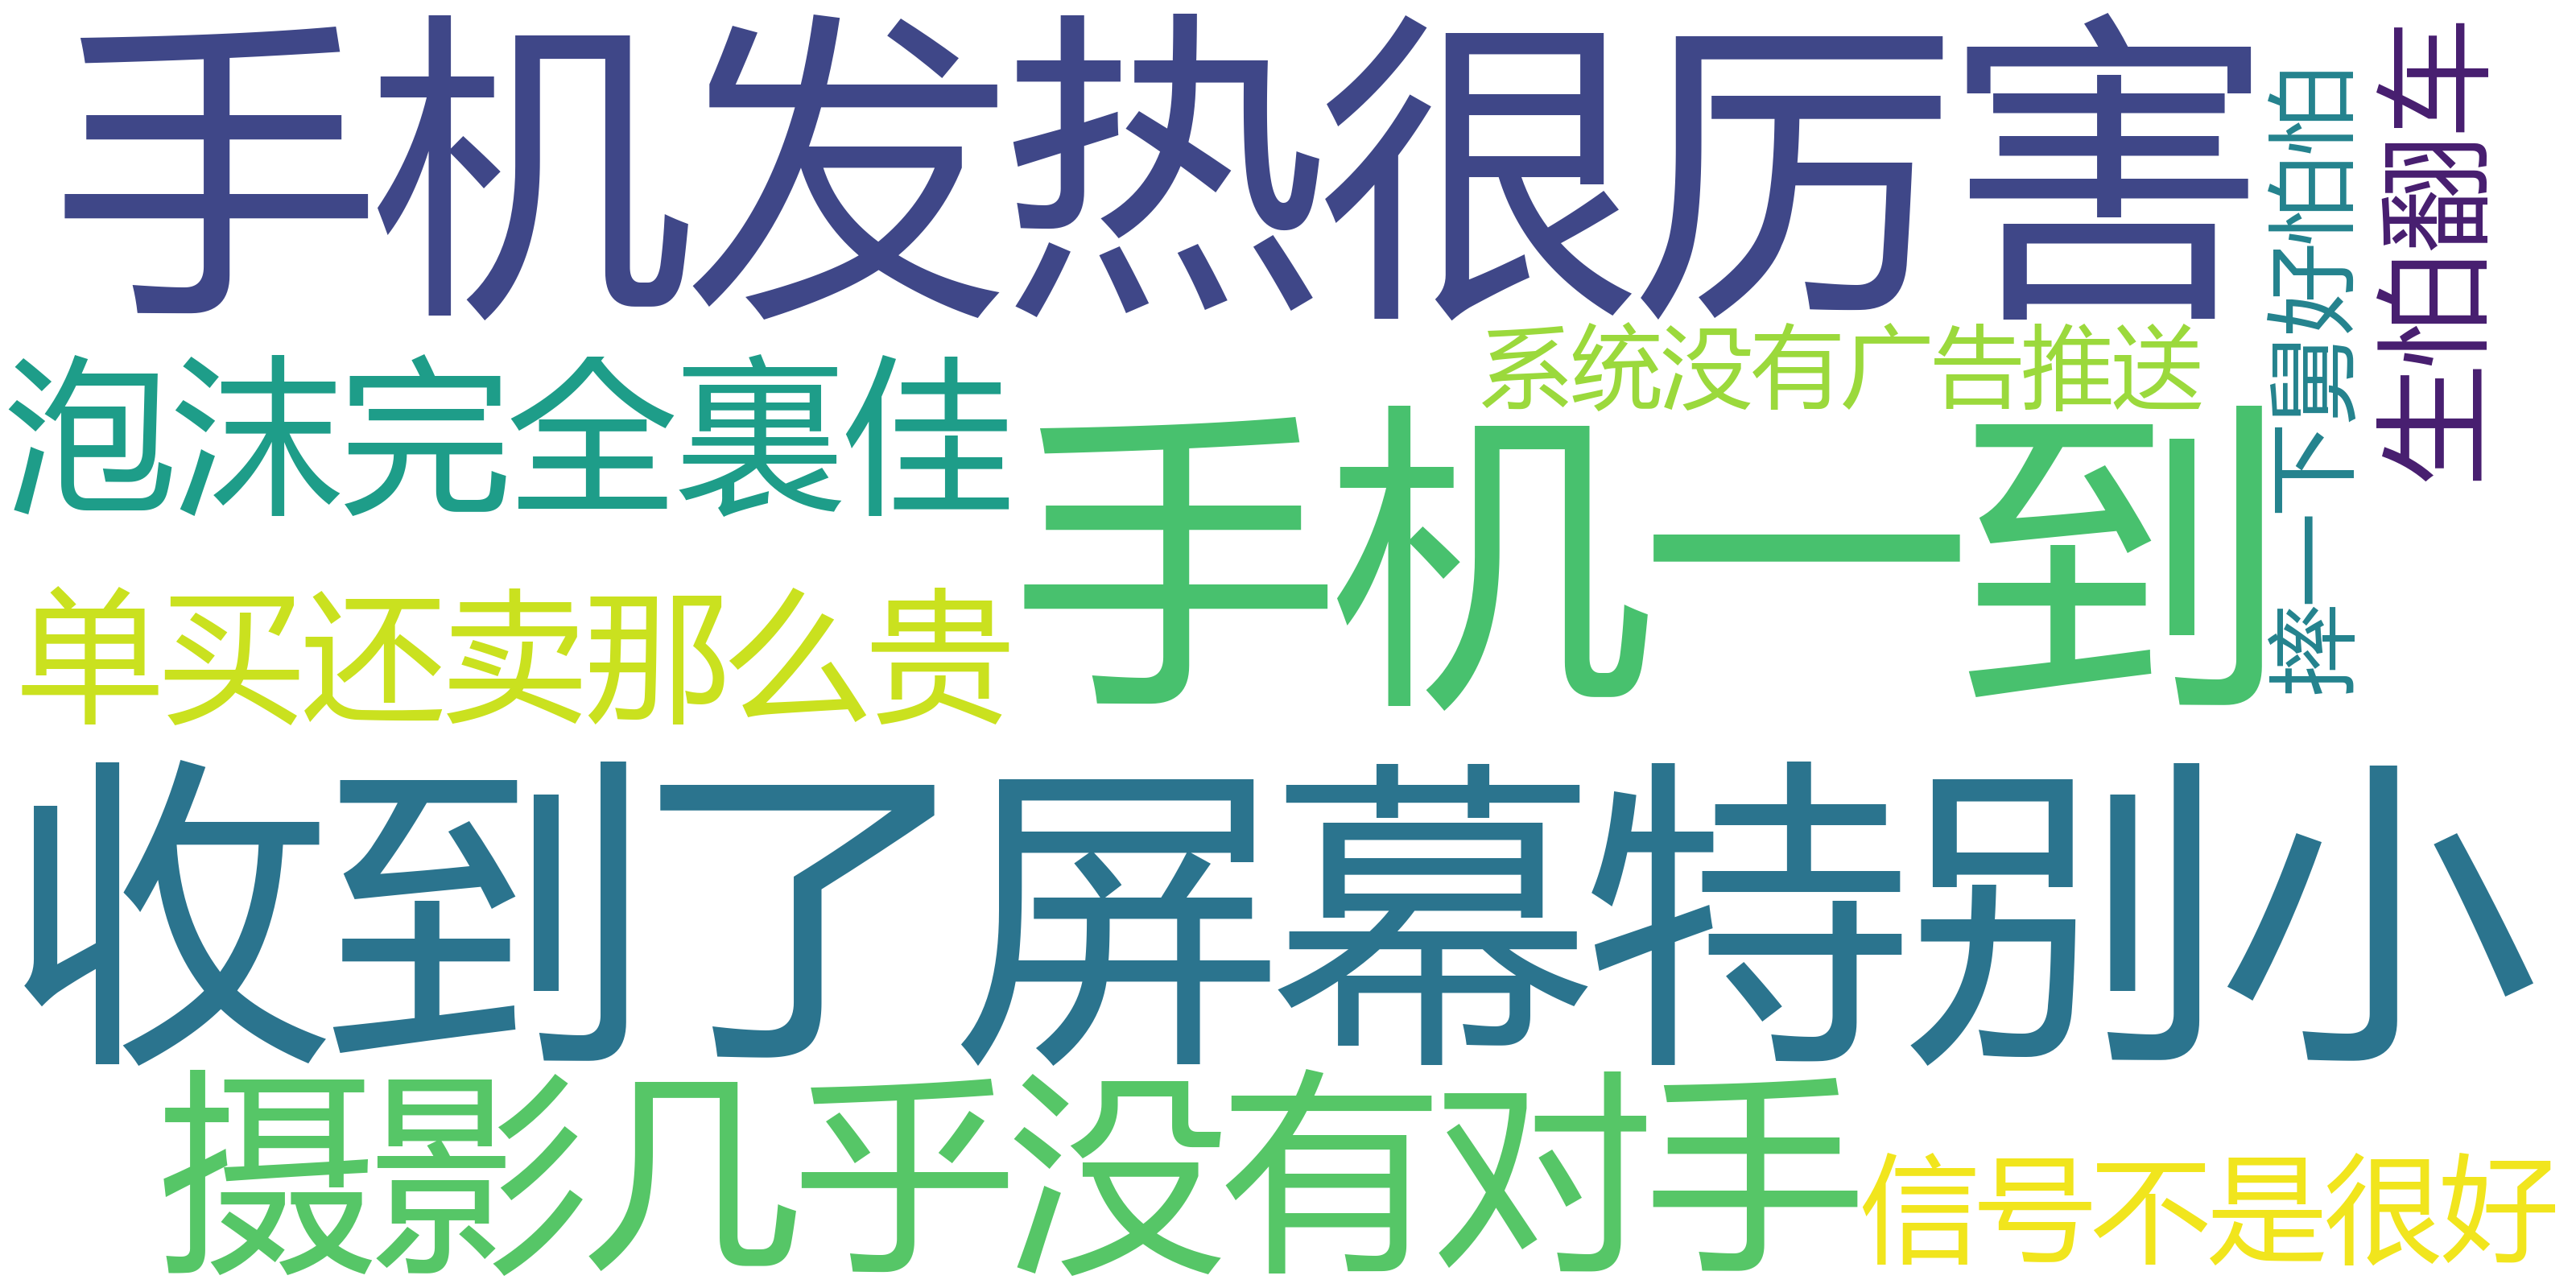 手机发热很厉害
生怕翻车
摔一下舅好怕怕
系统没有广告推送
泡沫完全裏佳
手机一到
单买还卖那么贵
收到了屏幕特别小
摄影几乎没有对手
信号不是很好